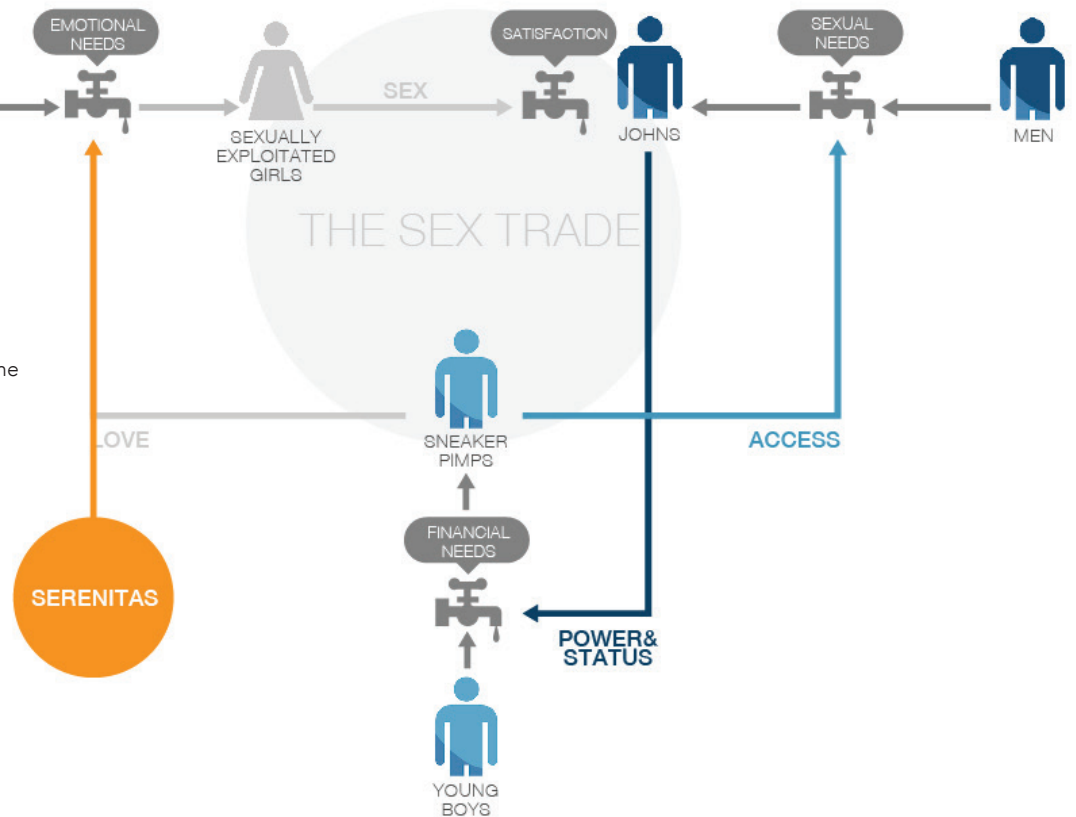 EMOTIONAL
NEEDS
SATISFACTION
SEXUAL
NEEDS
SEX
SEXUALLY
EXPLOITATED
GIRLS
JOHNS
MEN
THE SEX TRADE
ne
LOVE
SNEAKER
PIMPS
ACCESS
FINANCIAL
NEEDS
SERENITAS
POWER&
STATUS
YOUNG
BOYS